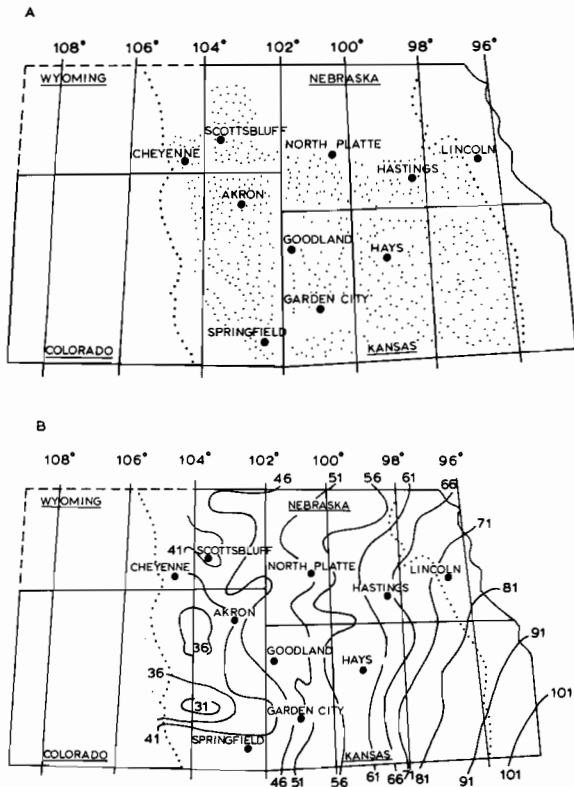 A
108° 106° 104° 102° 100° 98° 96°
WYOMING NEBRASKA
SCOTTSBLUFF
CHEYENNE NORTH PLATTE LINCOLN
HASTINGS
AKRON
GOODLAND HAYS
GARDEN CITY
SPRINGFIELD
COLORADO KANSAS
B
108° 106° 104° 102° 100° 98° 96°
46 51 56 61 66
WYOMING NEBRASKA
71
41 SCOTTSBLUFF
CHEYENNE NORTH PLATTE LINCOLN
HASTINGS 81
AKRON
36 GOODLAND HAYS 91
36
31 101
GARDEN CITY
41 SPRINGFIELD
COLORADO KANSAS
46 51 56 61 66 71 81 91 101